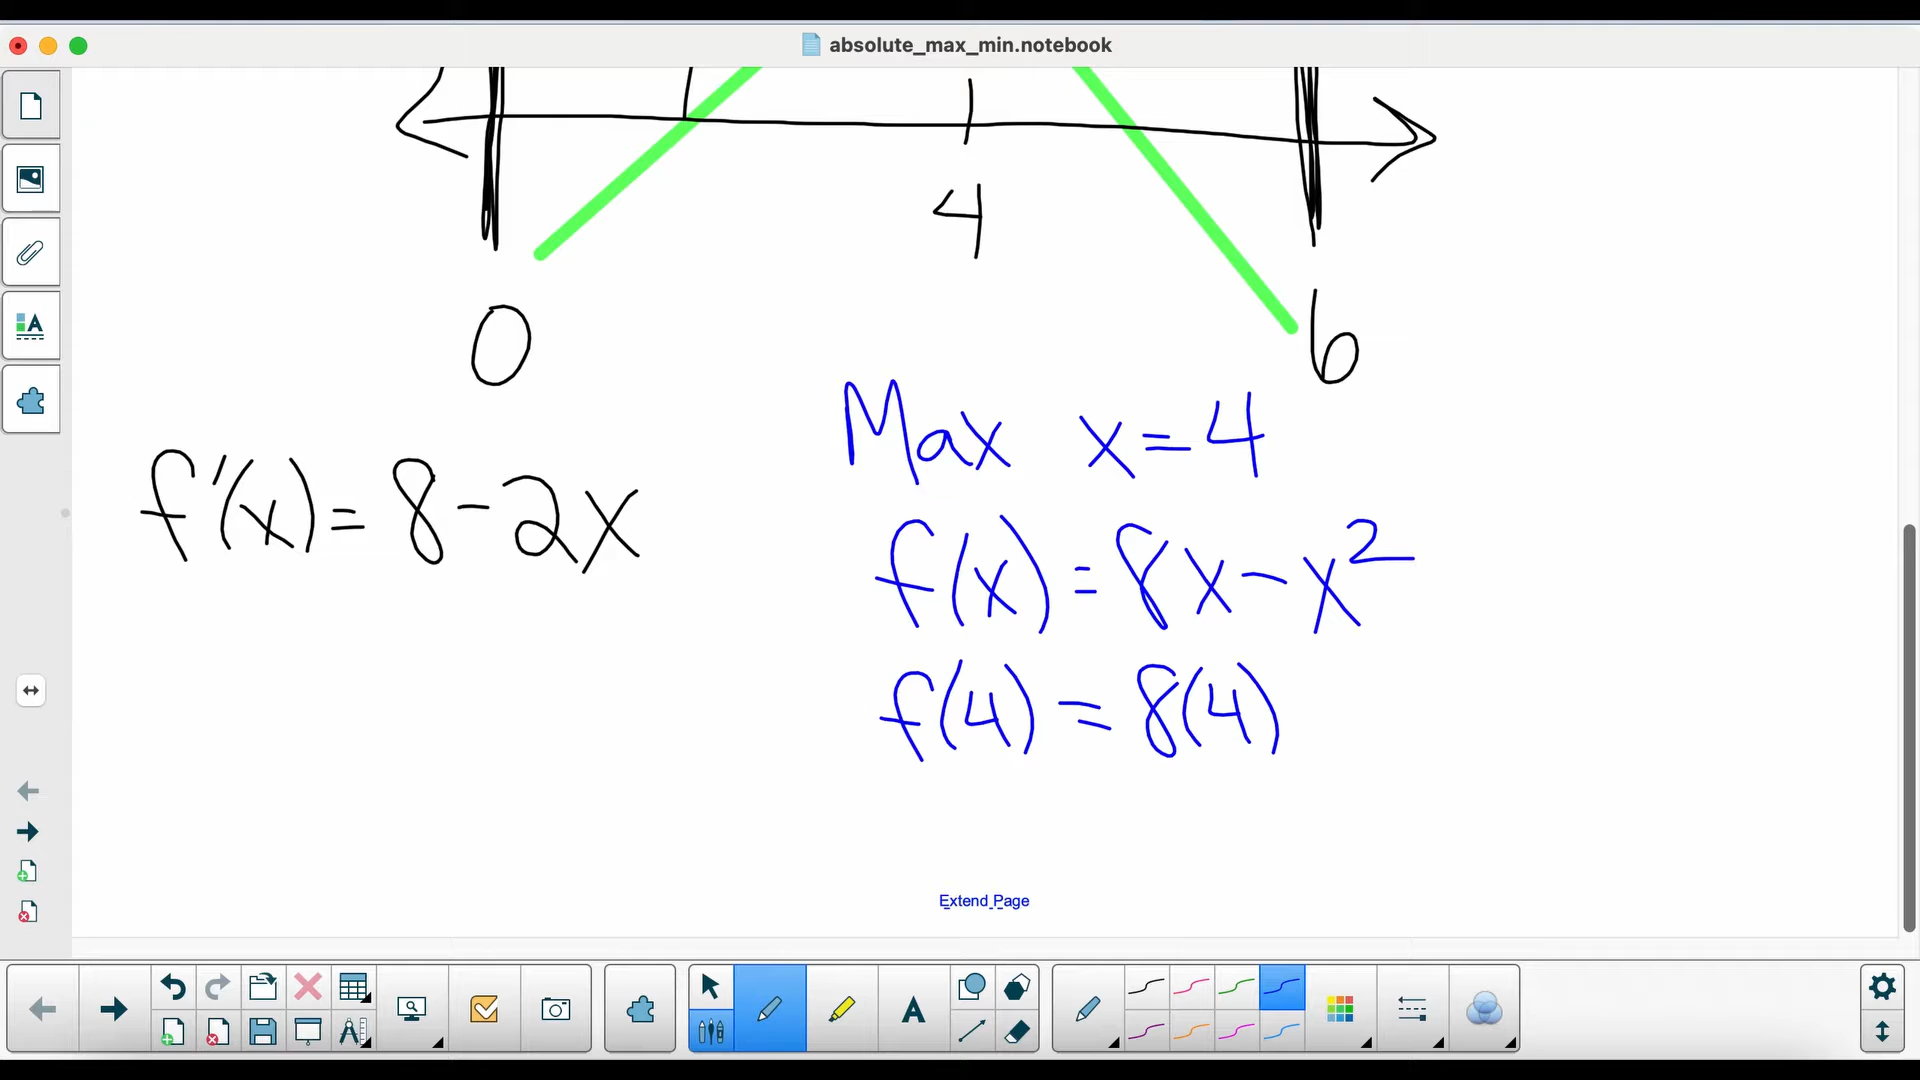 absolute_max_min.notebook
4
0
6
Max x=4
f'(x)=8-2x
f(x)=8x-x²
f(4)=8(4)
Extend Page